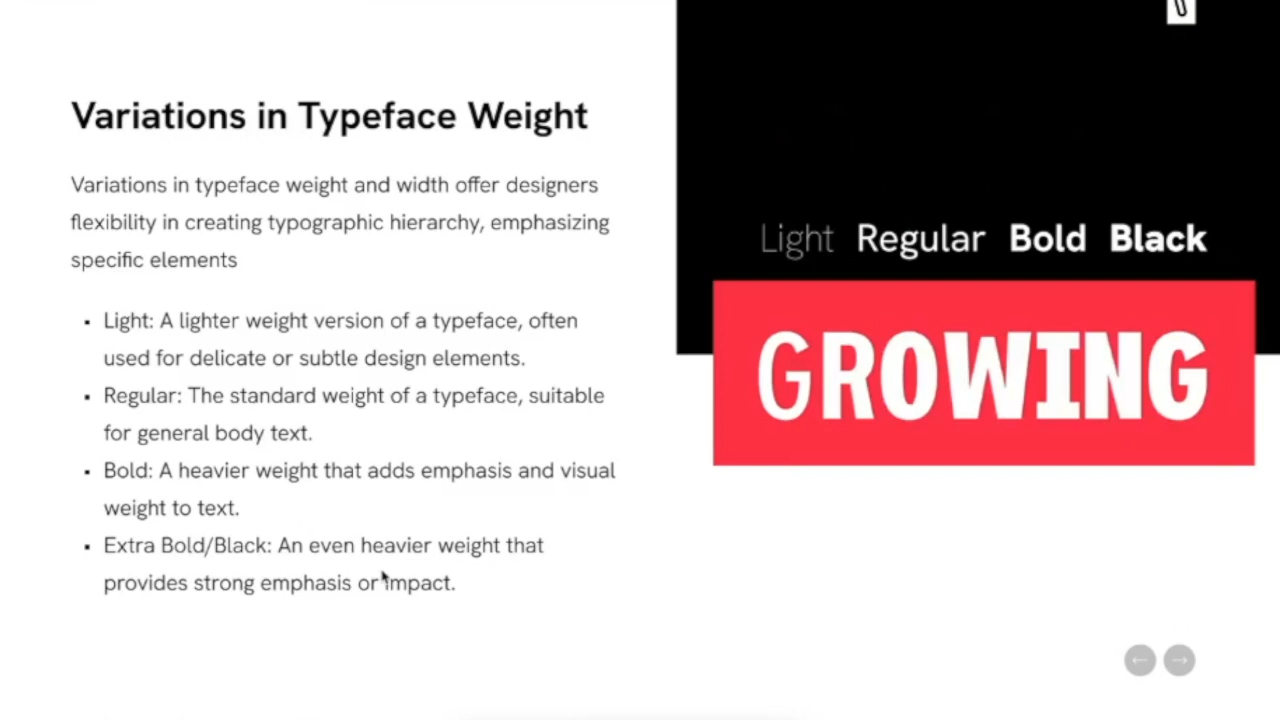 Variations in Typeface Weight
Variations in typeface weight and width offer designers
flexibility in creating typographic hierarchy, emphasizing
specific elements
▪ Light: A lighter weight version of a typeface, often
used for delicate or subtle design elements.
▪ Regular: The standard weight of a typeface, suitable
for general body text.
▪ Bold: A heavier weight that adds emphasis and visual
weight to text.
▪ Extra Bold/Black: An even heavier weight that
provides strong emphasis or impact.
Light Regular Bold Black
GROWING